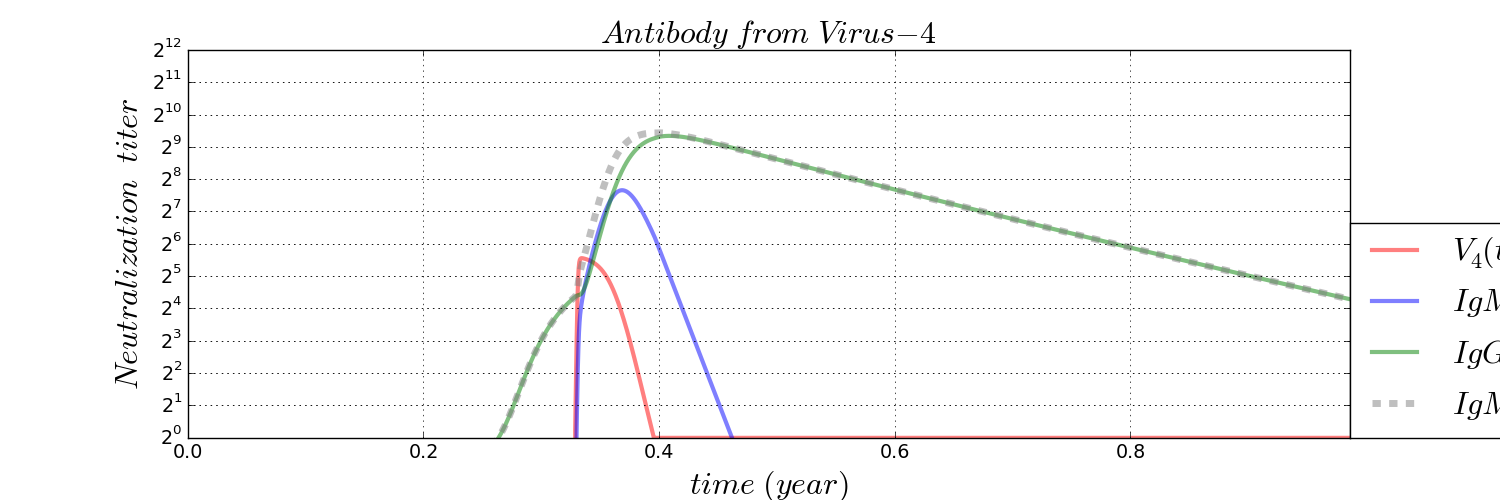 Antibody from Virus−4
Neutralization titer
2^12
2^11
2^10
2^9
2^8
2^7
2^6
2^5
2^4
2^3
2^2
2^1
2^0
0.0 0.2 0.4 0.6 0.8
time (year)
V_4(
IgM
IgG
IgM